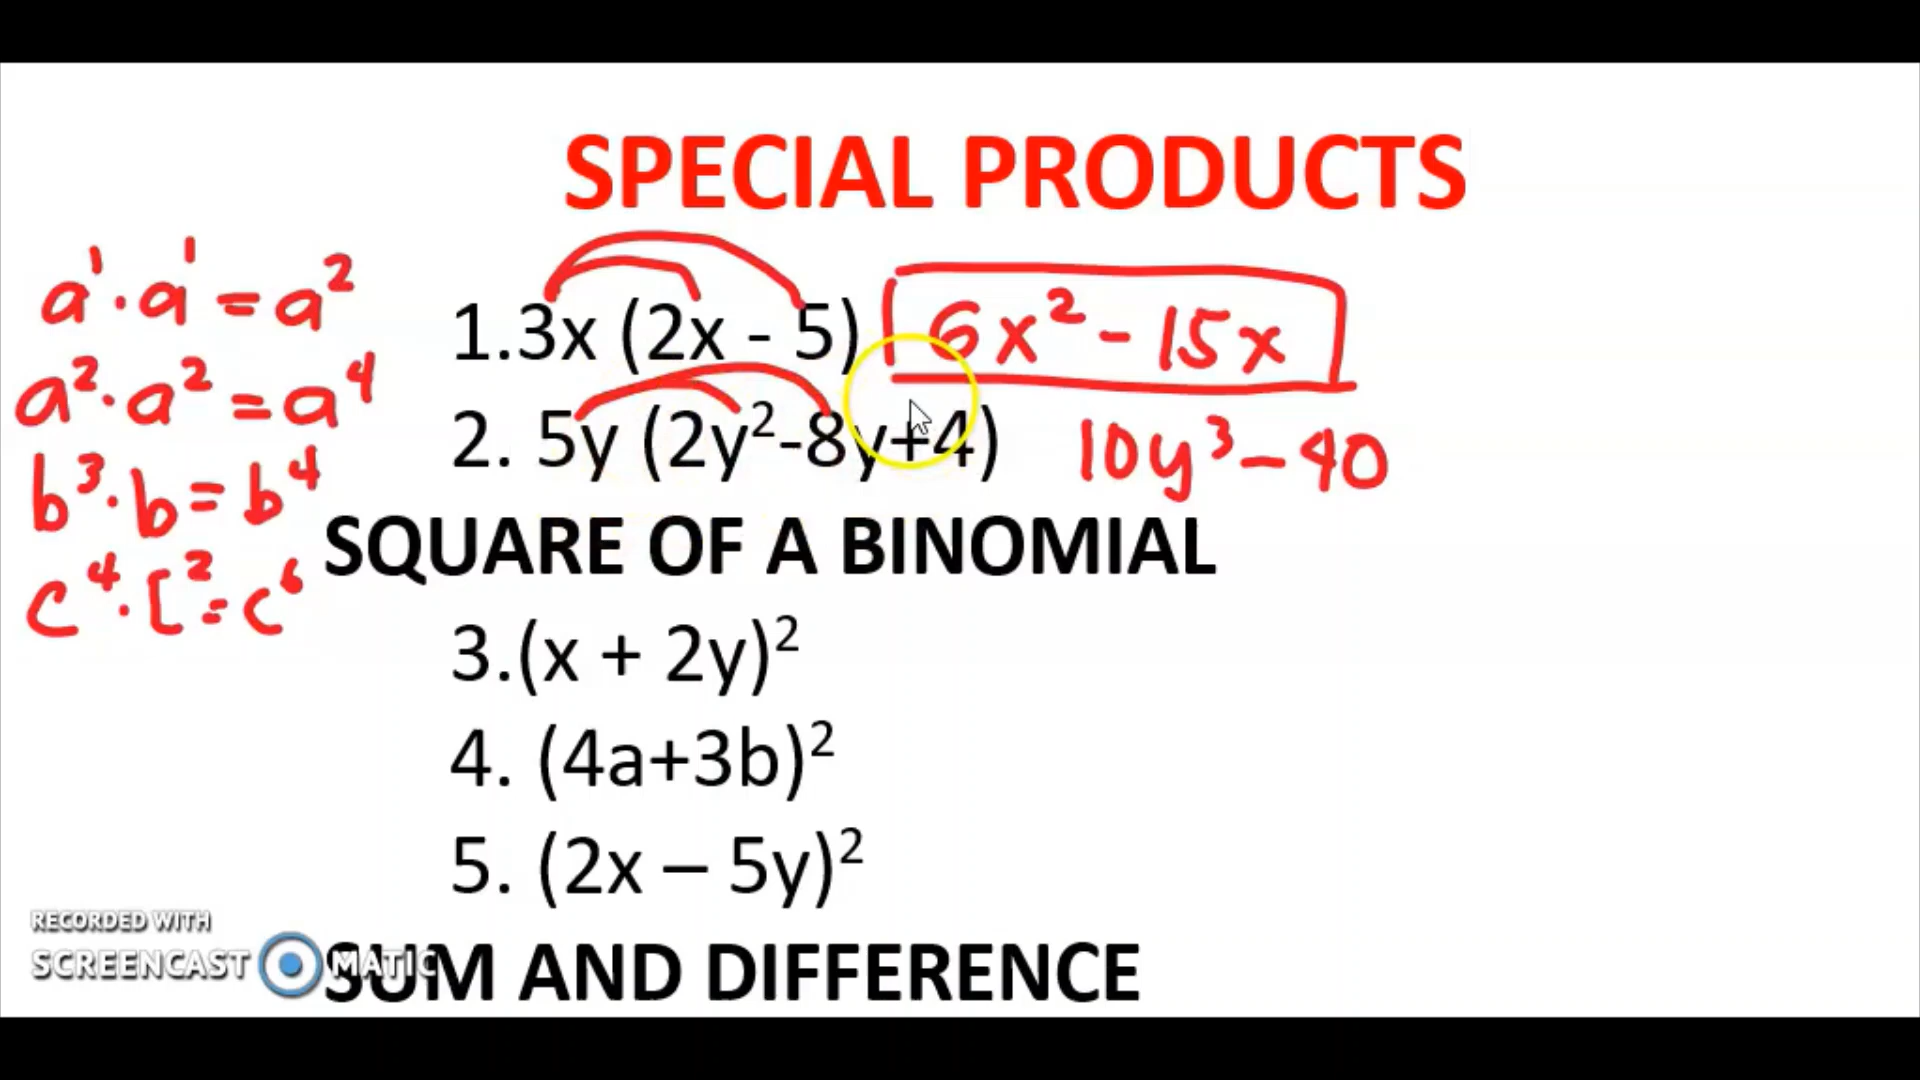 SPECIAL PRODUCTS
a¹·a¹=a²
1.3x (2x - 5) 6x²-15x
a²·a²=a⁴
2. 5y (2y²-8y+4) 10y³-40
b³·b=b⁴
SQUARE OF A BINOMIAL
c⁴·c²=c⁶
3.(x + 2y)²
4. (4a+3b)²
5. (2x – 5y)²
RECORDED WITH
SCREENCAST MATIC
SUM AND DIFFERENCE